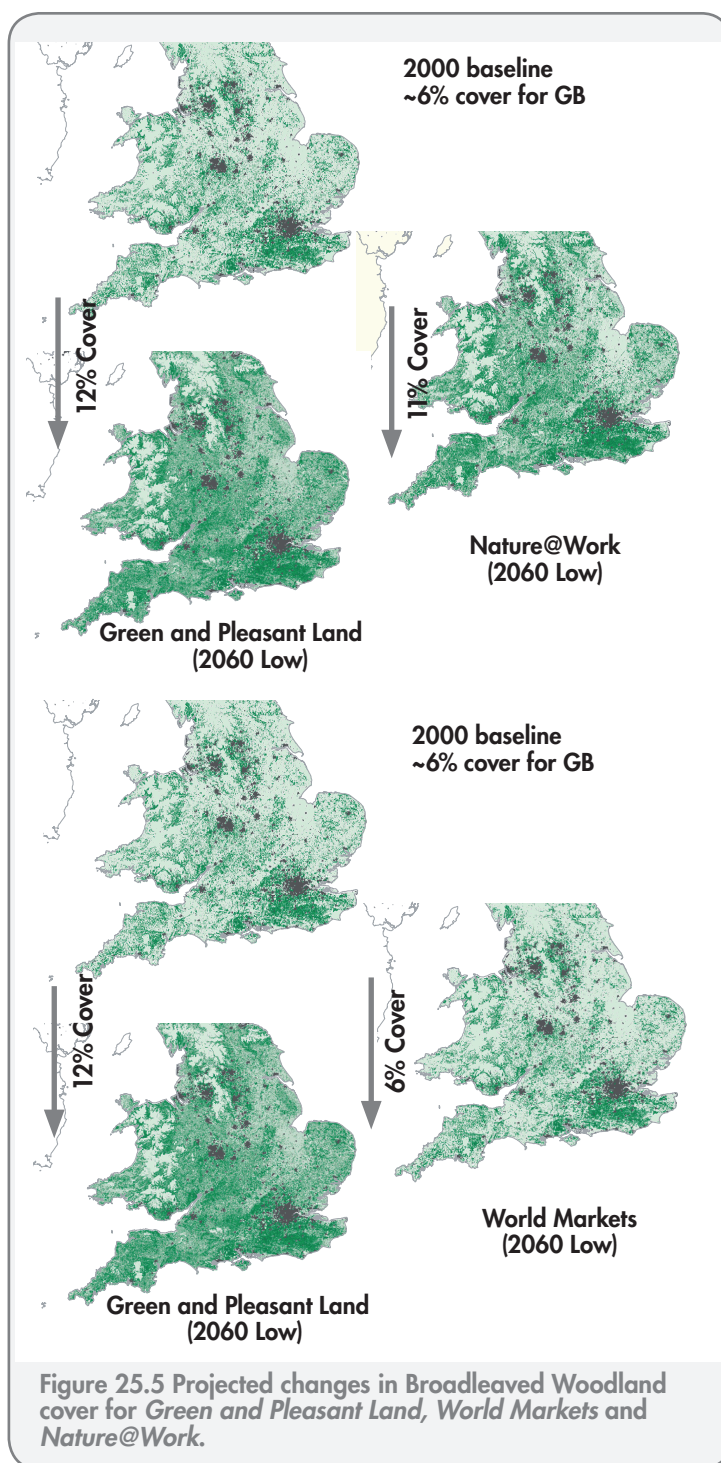 2000 baseline
~6% cover for GB
12% Cover
11% Cover
Nature@Work
(2060 Low)
Green and Pleasant Land
(2060 Low)
2000 baseline
~6% cover for GB
12% Cover
6% Cover
World Markets
(2060 Low)
Green and Pleasant Land
(2060 Low)
Figure 25.5 Projected changes in Broadleaved Woodland
cover for Green and Pleasant Land, World Markets and
Nature@Work.